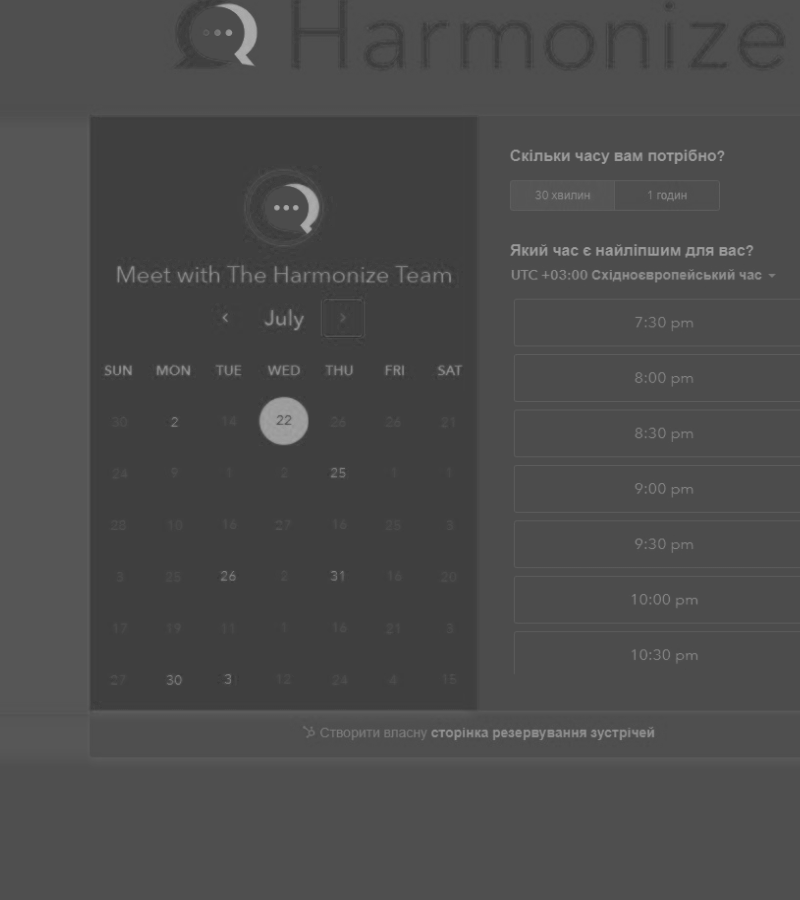 Harmonize
Meet with The Harmonize Team
July
SUN MON TUE WED THU FRI SAT
30 2 14 22 26 26 21
24 9 1 2 25
28 10 16 27 16 25 3
3 25 26 2 31 16 20
17 19 11 1 16 21 3
27 30 3 12 24 4 15
Скільки часу вам потрібно?
30 хвилин 1 годин
Який час є найліпшим для вас?
UTC +03:00 Східноєвропейський час
7:30 pm
8:00 pm
8:30 pm
9:00 pm
9:30 pm
10:00 pm
10:30 pm
Створити власну сторінка резервування зустрічей